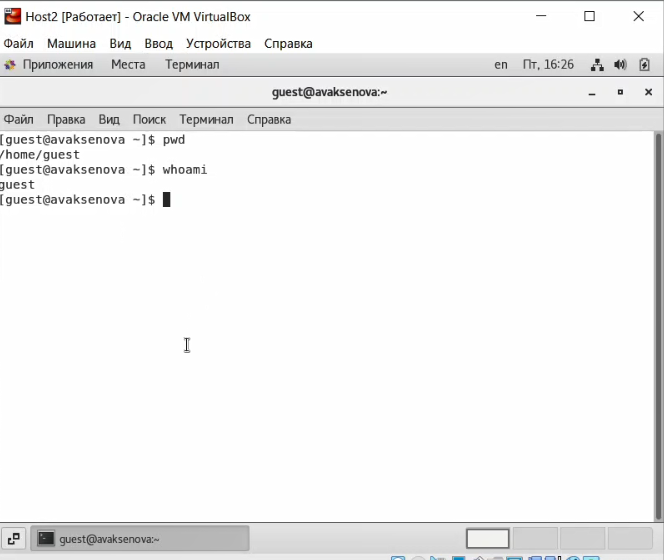 Host2 [Работает] - Oracle VM VirtualBox
Файл Машина Вид Ввод Устройства Справка
Приложения Места Терминал en Пт, 16:26
guest@avaksenova:~
Файл Правка Вид Поиск Терминал Справка
[guest@avaksenova ~]$ pwd
/home/guest
[guest@avaksenova ~]$ whoami
guest
[guest@avaksenova ~]$
guest@avaksenova:~